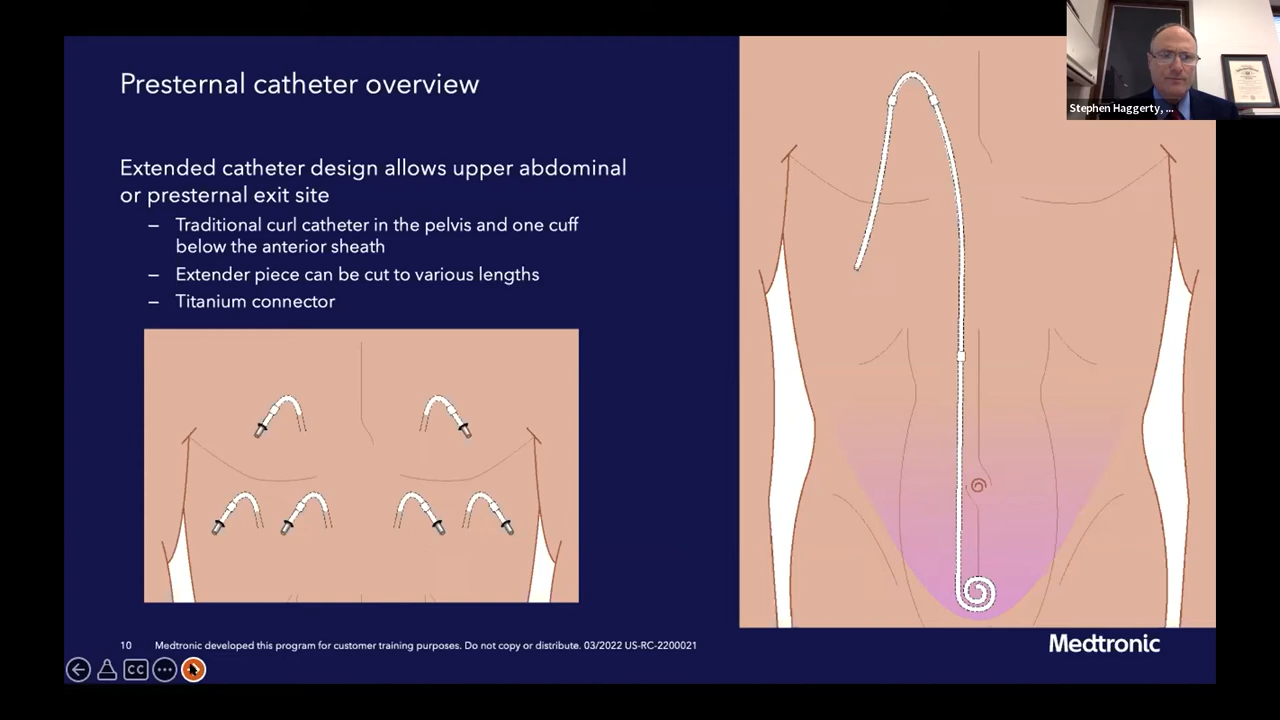 Stephen Haggerty, ...
Presternal catheter overview
Extended catheter design allows upper abdominal
or presternal exit site
– Traditional curl catheter in the pelvis and one cuff
below the anterior sheath
– Extender piece can be cut to various lengths
– Titanium connector
10 Medtronic developed this program for customer training purposes. Do not copy or distribute. 03/2022 US-RC-2200021
Medtronic
CC